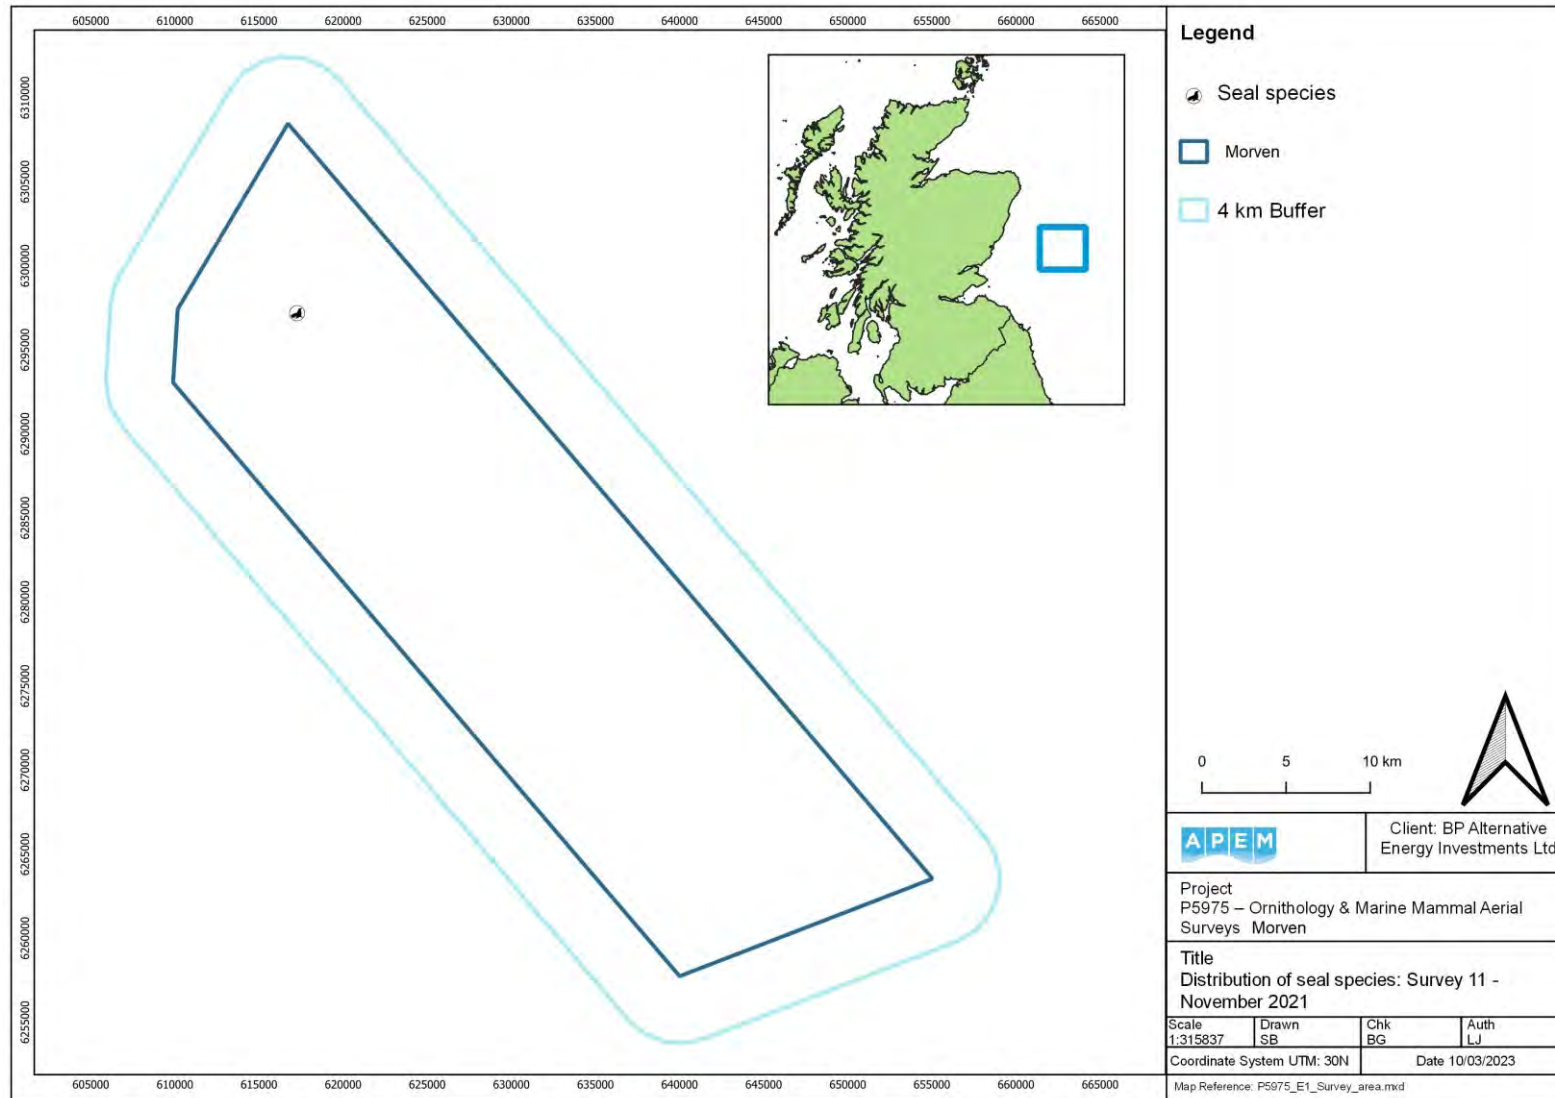 605000 610000 615000 620000 625000 630000 635000 640000 645000 650000 655000 660000 665000
6310000
6305000
6300000
6295000
6290000
6285000
6280000
6275000
6270000
6265000
6260000
6255000
605000 610000 615000 620000 625000 630000 635000 640000 645000 650000 655000 660000 665000
Legend
Seal species
Morven
4 km Buffer
0 5 10 km
APEM
Client: BP Alternative
Energy Investments Ltd
Project
P5975 – Ornithology & Marine Mammal Aerial
Surveys Morven
Title
Distribution of seal species: Survey 11 -
November 2021
Scale
1:315837
Drawn
SB
Chk
BG
Auth
LJ
Coordinate System UTM: 30N
Date 10/03/2023
Map Reference: P5975_E1_Survey_area.mxd